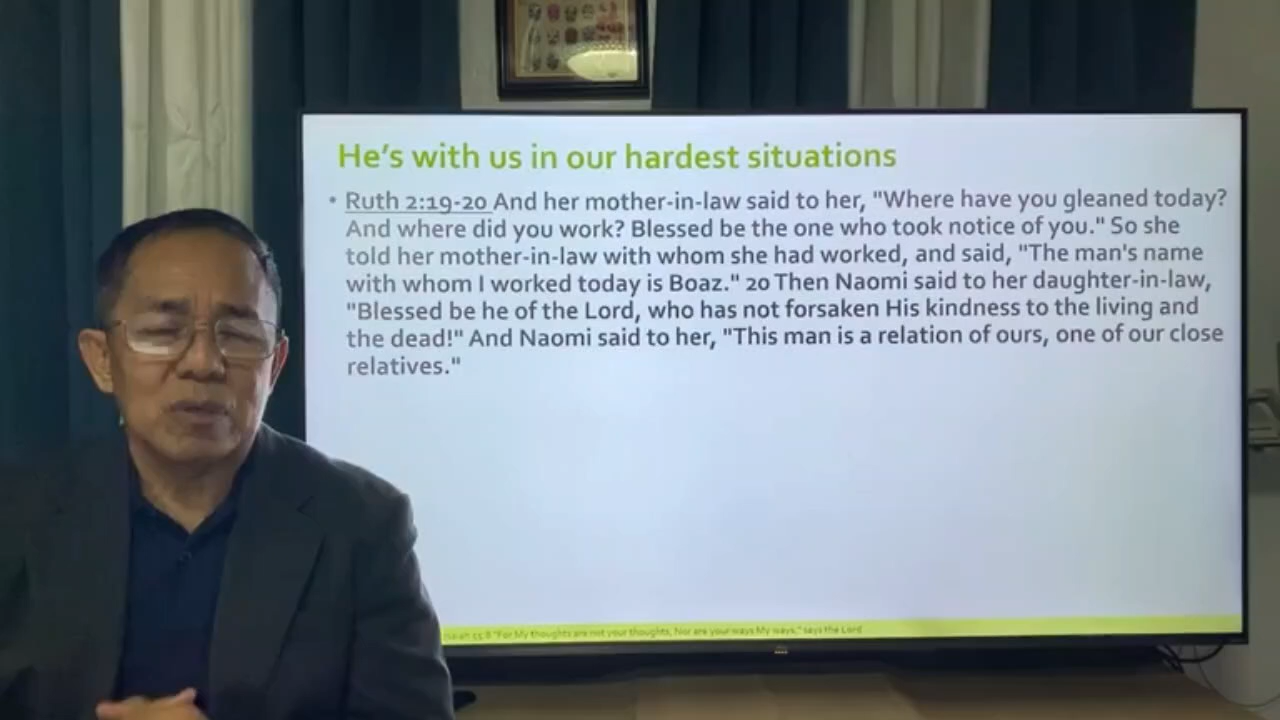 He's with us in our hardest situations
• Ruth 2:19-20 And her mother-in-law said to her, "Where have you gleaned today?
And where did you work? Blessed be the one who took notice of you." So she
told her mother-in-law with whom she had worked, and said, "The man's name
with whom I worked today is Boaz." 20 Then Naomi said to her daughter-in-law,
"Blessed be he of the Lord, who has not forsaken His kindness to the living and
the dead!" And Naomi said to her, "This man is a relation of ours, one of our close
relatives."
Isaiah 55:8 "For My thoughts are not your thoughts, Nor are your ways My ways," says the Lord